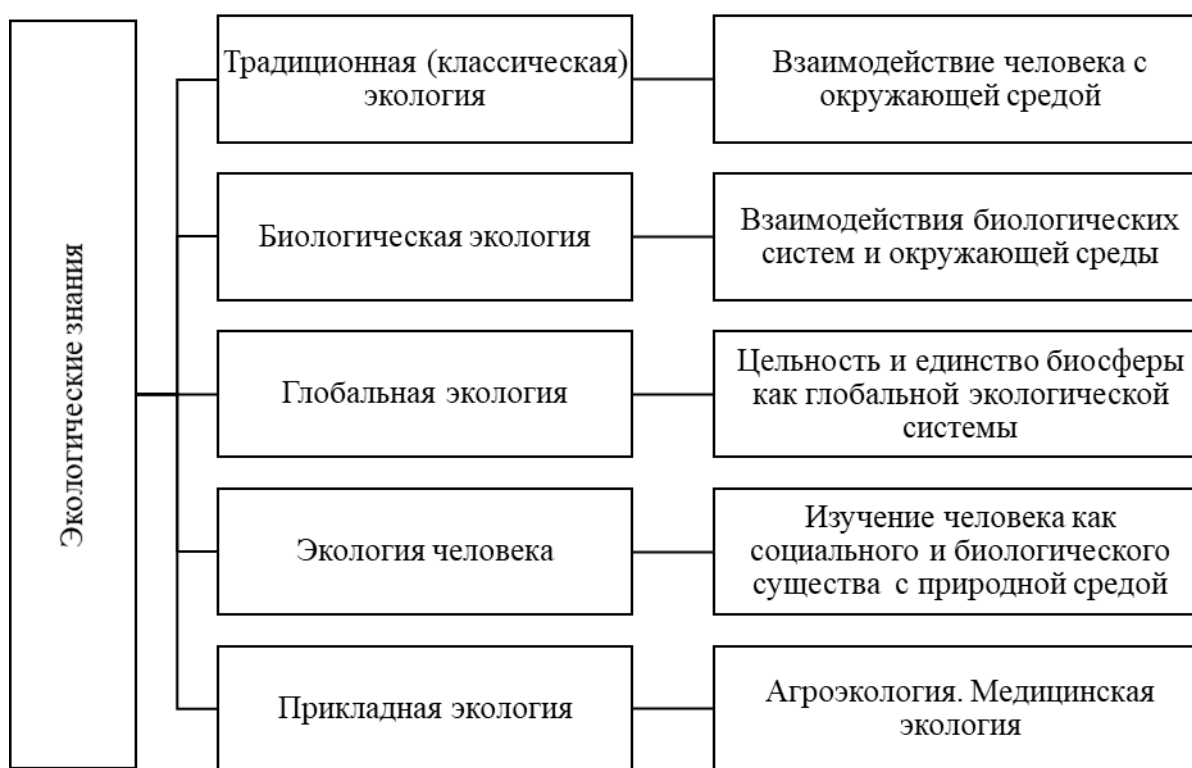 Экологические знания
Традиционная (классическая)
экология
Взаимодействие человека с
окружающей средой
Биологическая экология
Взаимодействия биологических
систем и окружающей среды
Глобальная экология
Цельность и единство биосферы
как глобальной экологической
системы
Экология человека
Изучение человека как
социального и биологического
существа с природной средой
Прикладная экология
Агроэкология. Медицинская
экология